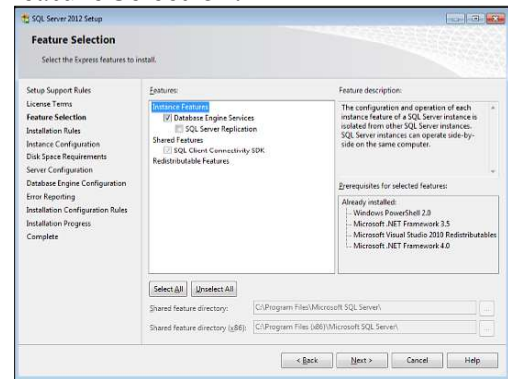 SQL Server 2012 Setup
Feature Selection
Select the Express features to install.
Setup Support Rules
License Terms
Feature Selection
Installation Rules
Instance Configuration
Disk Space Requirements
Server Configuration
Database Engine Configuration
Error Reporting
Installation Configuration Rules
Installation Progress
Complete
Features:
Instance Features
Database Engine Services
SQL Server Replication
Shared Features
SQL Client Connectivity SDK
Redistributable Features
Feature description:
The configuration and operation of each
instance feature of a SQL Server instance is
isolated from other SQL Server instances.
SQL Server instances can operate side-by-
side on the same computer.
Prerequisites for selected features:
Already installed:
Windows PowerShell 2.0
Microsoft .NET Framework 3.5
Microsoft Visual Studio 2010 Redistributables
Microsoft .NET Framework 4.0
Select All Unselect All
Shared feature directory: C:\Program Files\Microsoft SQL Server\ ...
Shared feature directory (x86): C:\Program Files (x86)\Microsoft SQL Server\ ...
< Back Next > Cancel Help